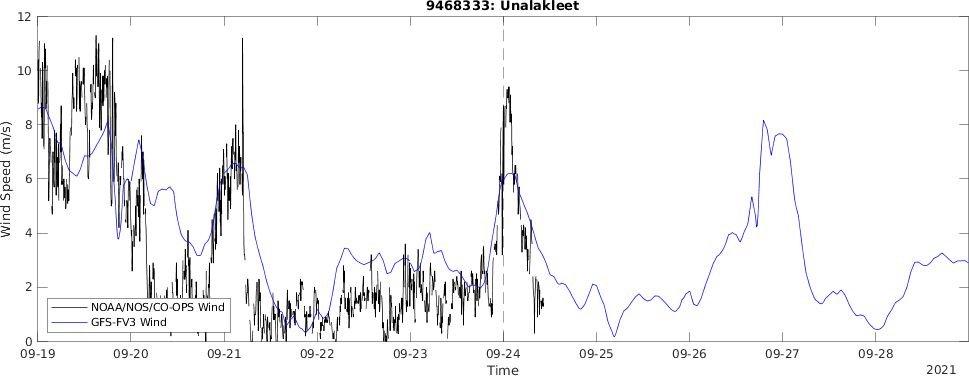 9468333: Unalakleet
Wind Speed (m/s)
12
10
8
6
4
2
0
NOAA/NOS/CO-OPS Wind
GFS-FV3 Wind
09-19 09-20 09-21 09-22 09-23 09-24 09-25 09-26 09-27 09-28
Time
2021